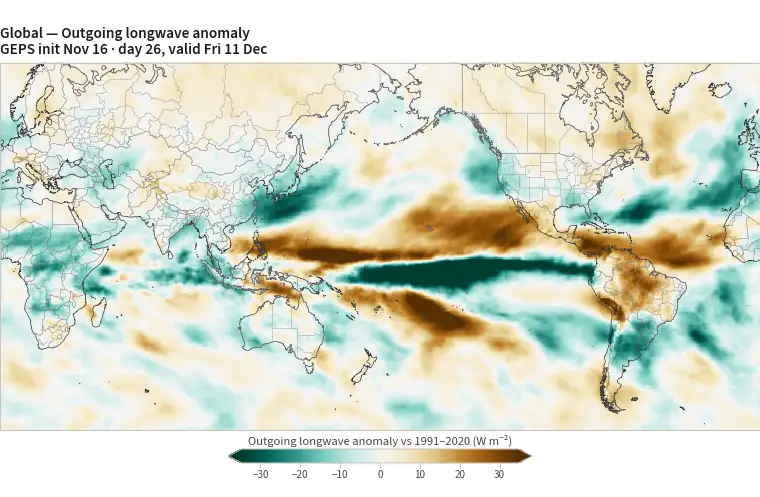 Global — Outgoing longwave anomaly
GEPS init Nov 16 · day 26, valid Fri 11 Dec
Outgoing longwave anomaly vs 1991–2020 (W m⁻²)
−30 −20 −10 0 10 20 30